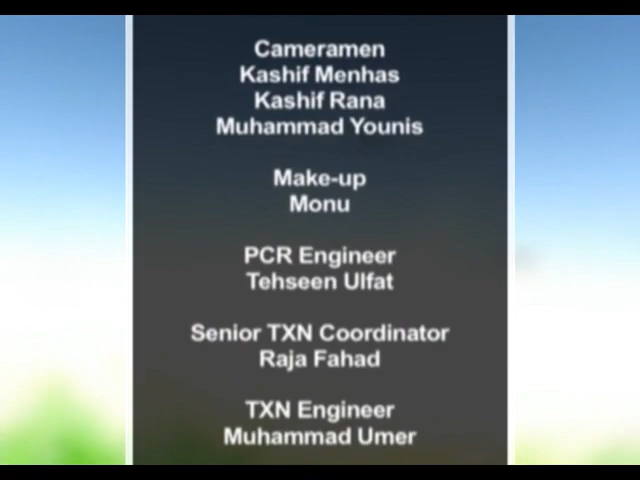 Cameramen
Kashif Menhas
Kashif Rana
Muhammad Younis
Make-up
Monu
PCR Engineer
Tehseen Ulfat
Senior TXN Coordinator
Raja Fahad
TXN Engineer
Muhammad Umer